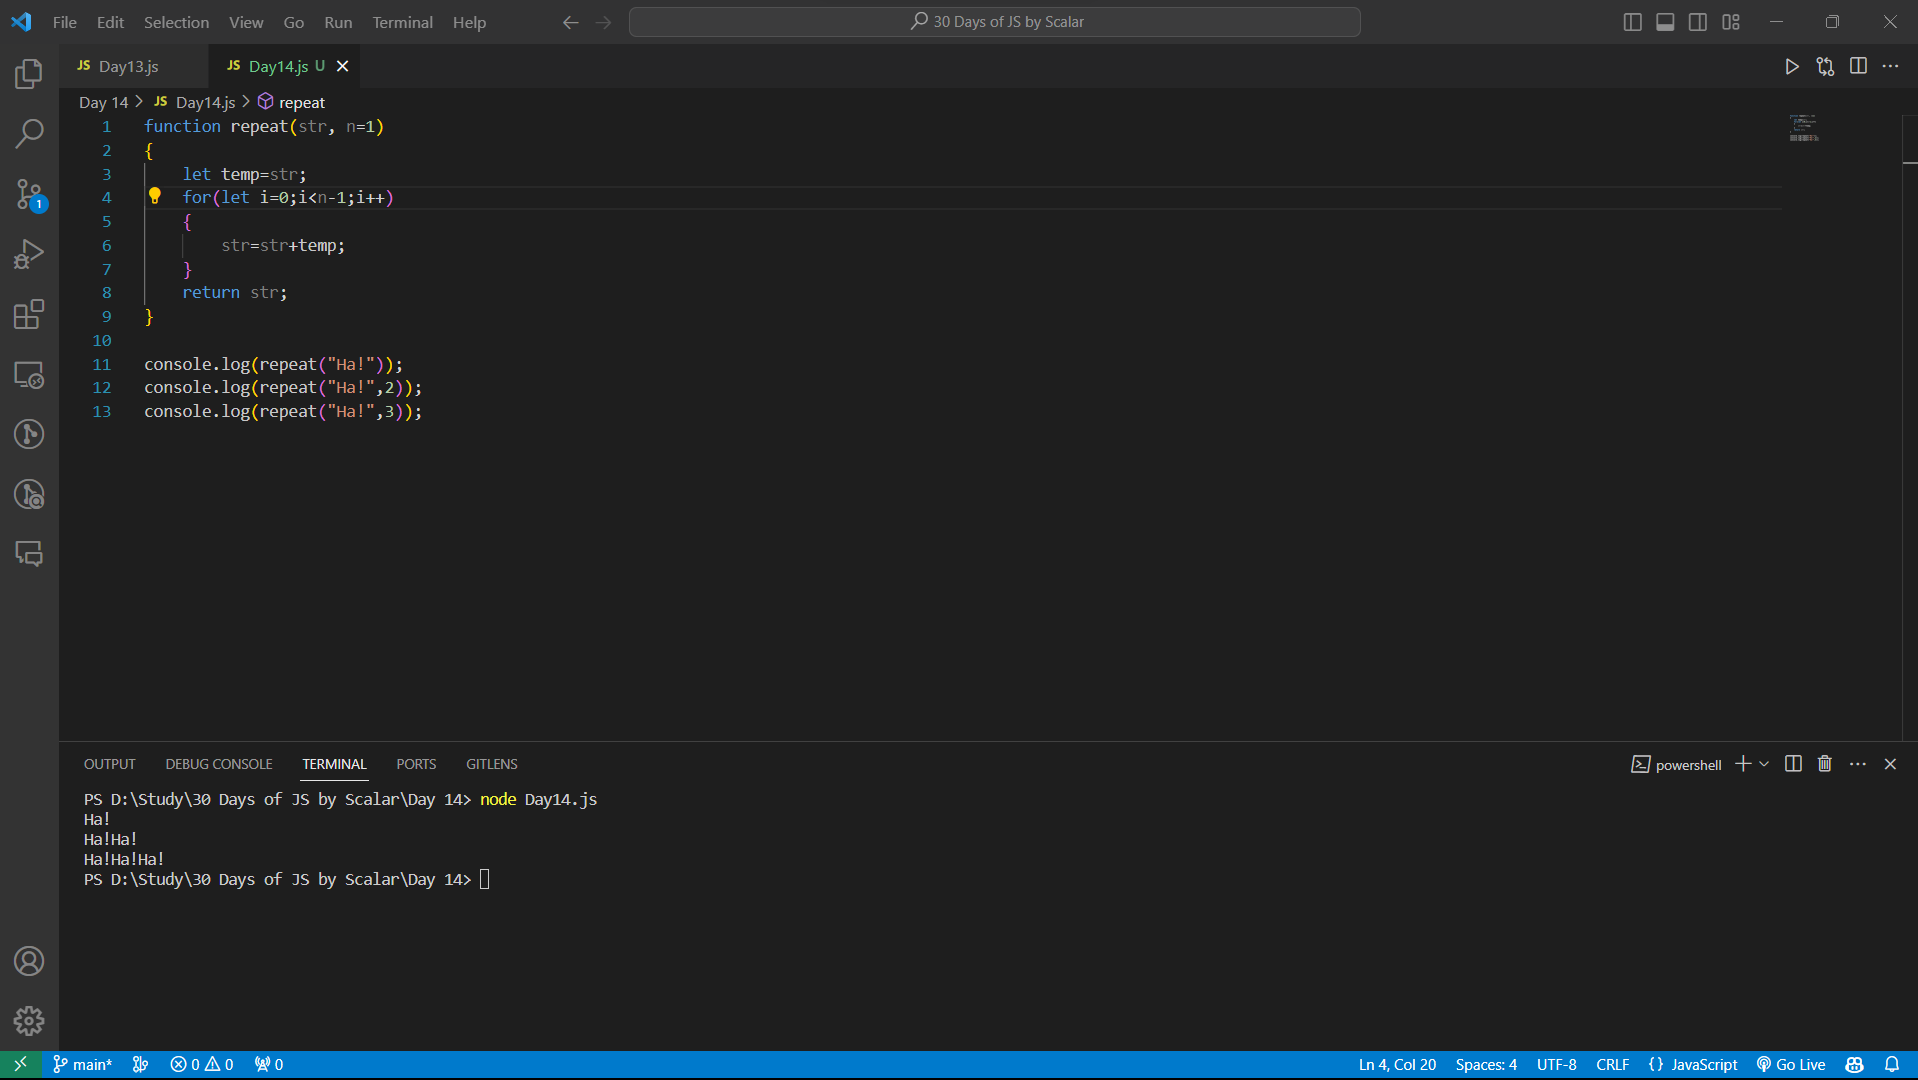 File Edit Selection View Go Run Terminal Help 30 Days of JS by Scalar
JS Day13.js JS Day14.js U
Day 14 > JS Day14.js > repeat
1 function repeat(str, n=1)
2 {
3 let temp=str;
4 for(let i=0;i<n-1;i++)
5 {
6 str=str+temp;
7 }
8 return str;
9 }
10
11 console.log(repeat("Ha!"));
12 console.log(repeat("Ha!",2));
13 console.log(repeat("Ha!",3));
1
OUTPUT DEBUG CONSOLE TERMINAL PORTS GITLENS powershell
PS D:\Study\30 Days of JS by Scalar\Day 14> node Day14.js
Ha!
Ha!Ha!
Ha!Ha!Ha!
PS D:\Study\30 Days of JS by Scalar\Day 14>
main* 0 0 0 Ln 4, Col 20 Spaces: 4 UTF-8 CRLF {} JavaScript Go Live